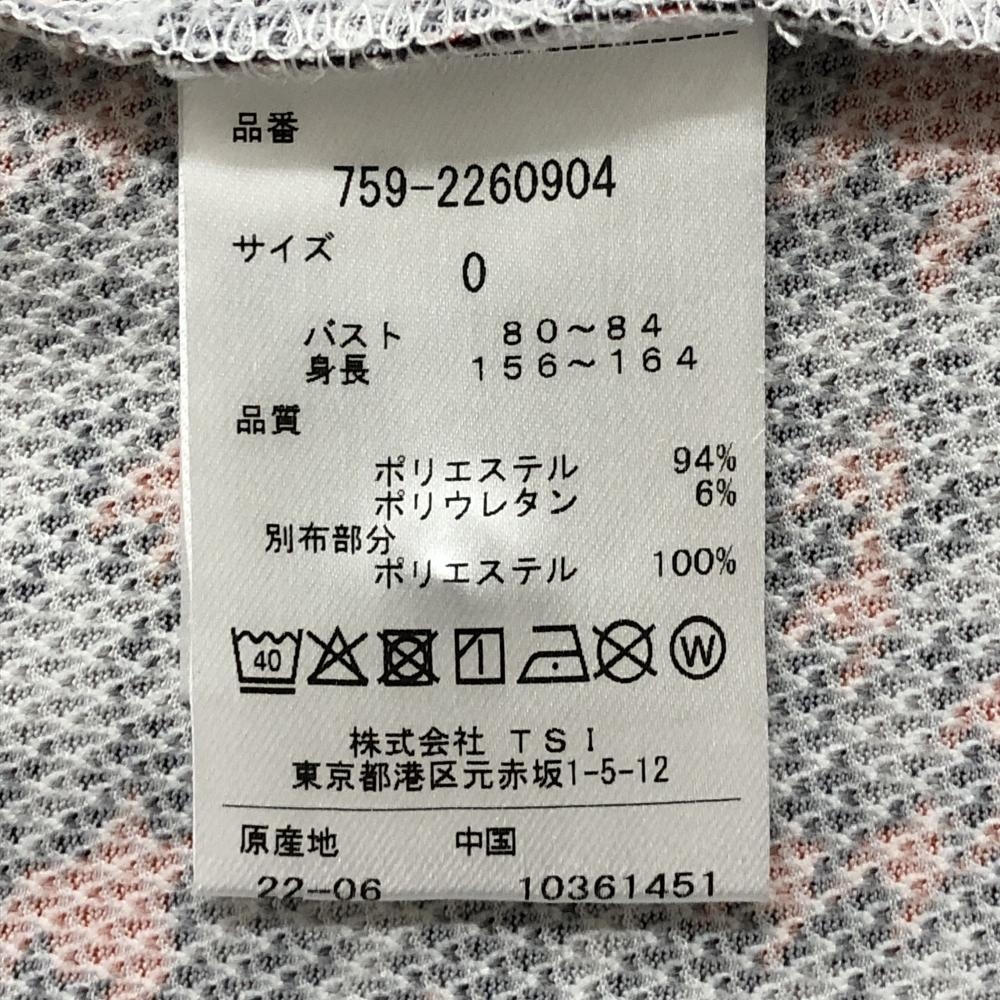 品番
759-2260904
サイズ
0
バスト 80～84
身長 156～164
品質
ポリエステル 94%
ポリウレタン 6%
別布部分
ポリエステル 100%
40 W
株式会社 TSI
東京都港区元赤坂1-5-12
原産地 中国
22-06 10361451